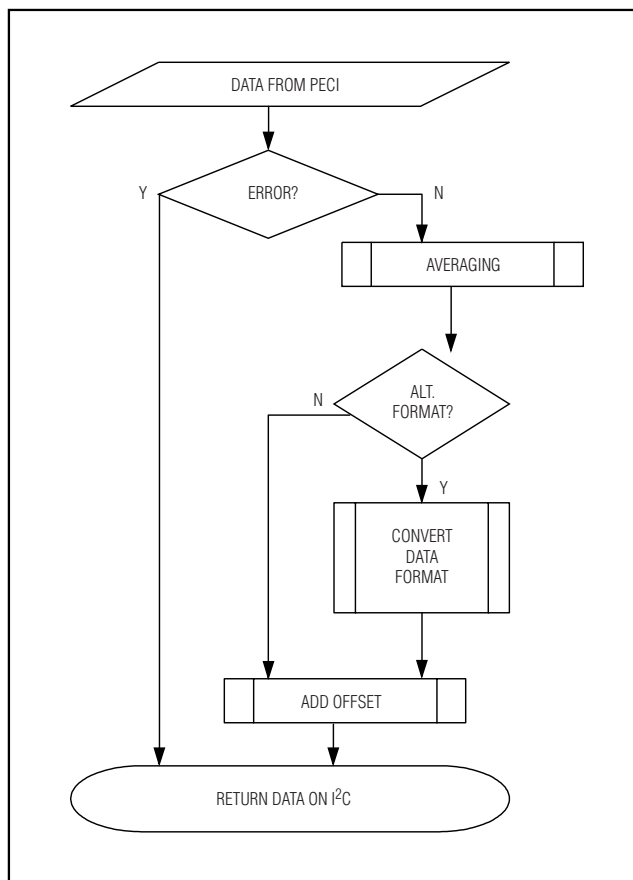 DATA FROM PECI
Y
ERROR?
N
AVERAGING
N
ALT.
FORMAT?
Y
CONVERT
DATA
FORMAT
ADD OFFSET
RETURN DATA ON I²C